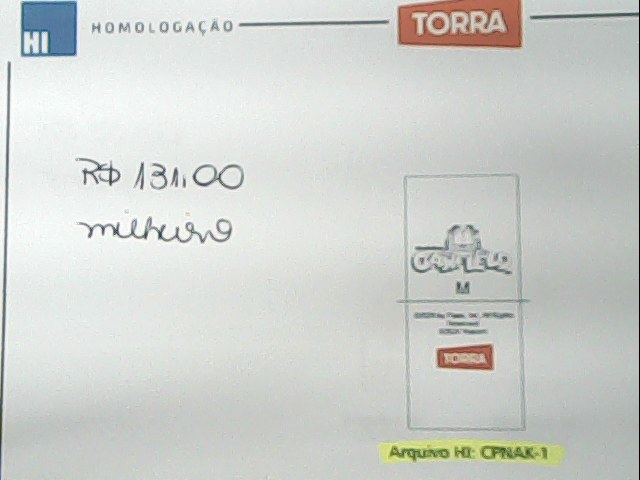 HI HOMOLOGAÇÃO TORRA
R$ 131,00
milheiro
GARFIELD
M
TORRA
Arquivo HI: CPNAK-1